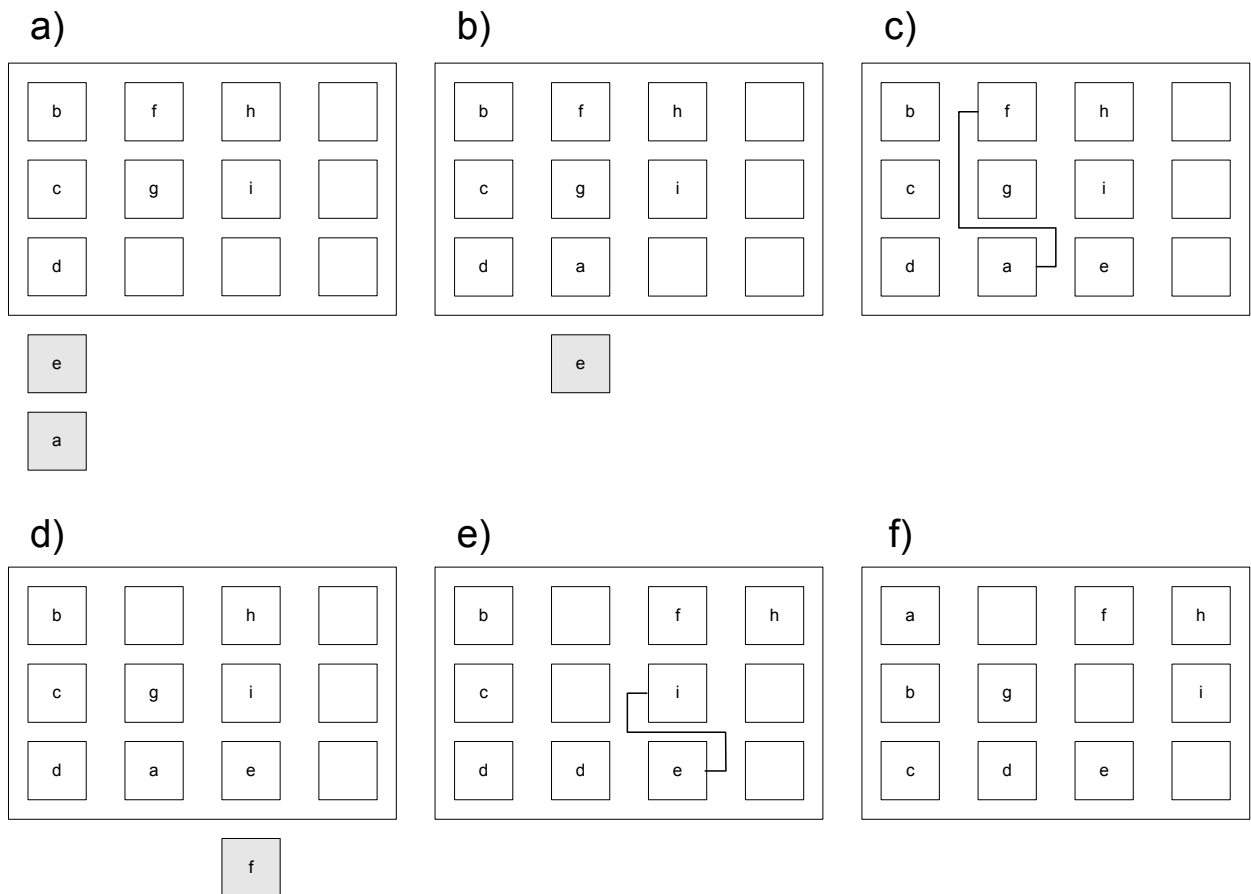 a) b) c)
b f h b f h b f h
c g i c g i c g i
d d a d a e
e e
a
d) e) f)
b h b f h a f h
c g i c i b g i
d a e d d e c d e
f